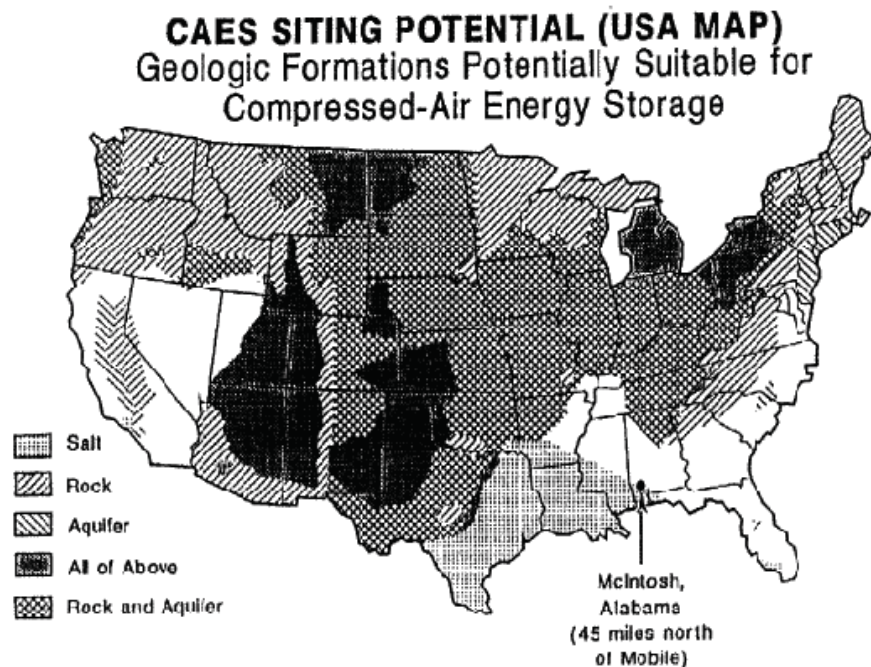 CAES SITING POTENTIAL (USA MAP)
Geologic Formations Potentially Suitable for
Compressed-Air Energy Storage
Salt
Rock
Aquifer
All of Above
Rock and Aquifer
McIntosh,
Alabama
(45 miles north
of Mobile)